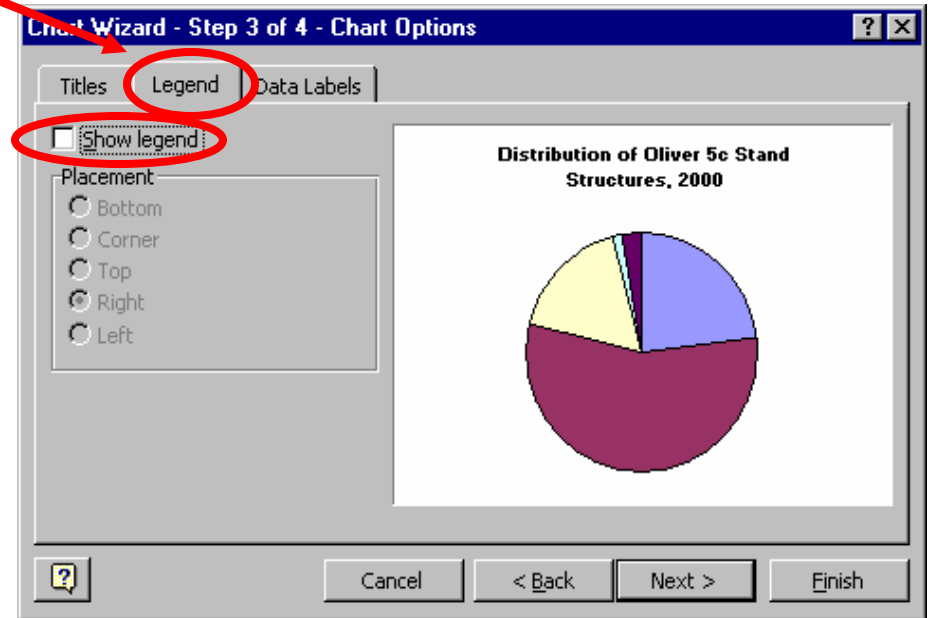 Chart Wizard - Step 3 of 4 - Chart Options
Titles
Legend
Data Labels
Show legend
Placement
Bottom
Corner
Top
Right
Left
Distribution of Oliver 5c Stand
Structures, 2000
Cancel
< Back
Next >
Finish